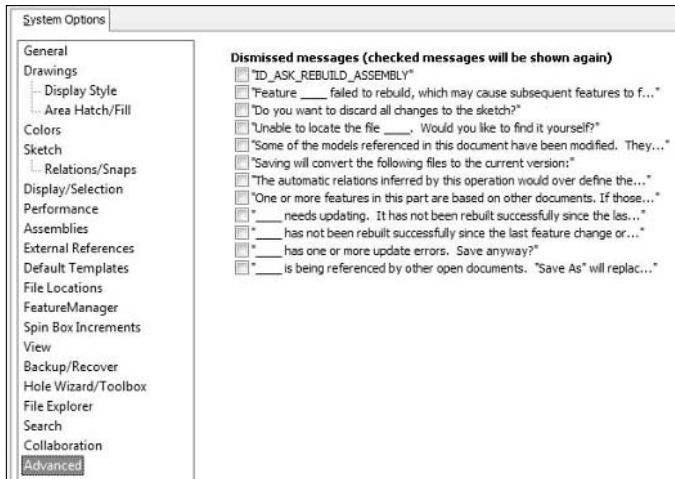 System Options
General
Drawings
Display Style
Area Hatch/Fill
Colors
Sketch
Relations/Snaps
Display/Selection
Performance
Assemblies
External References
Default Templates
File Locations
FeatureManager
Spin Box Increments
View
Backup/Recover
Hole Wizard/Toolbox
File Explorer
Search
Collaboration
Advanced
Dismissed messages (checked messages will be shown again)
"ID_ASK_REBUILD_ASSEMBLY"
"Feature ____ failed to rebuild, which may cause subsequent features to f..."
"Do you want to discard all changes to the sketch?"
"Unable to locate the file ____. Would you like to find it yourself?"
"Some of the models referenced in this document have been modified. They..."
"Saving will convert the following files to the current version:"
"The automatic relations inferred by this operation would over define the..."
"One or more features in this part are based on other documents. If those..."
"____ needs updating. It has not been rebuilt successfully since the las..."
"____ has not been rebuilt successfully since the last feature change or..."
"____ has one or more update errors. Save anyway?"
"____ is being referenced by other open documents. "Save As" will replac..."